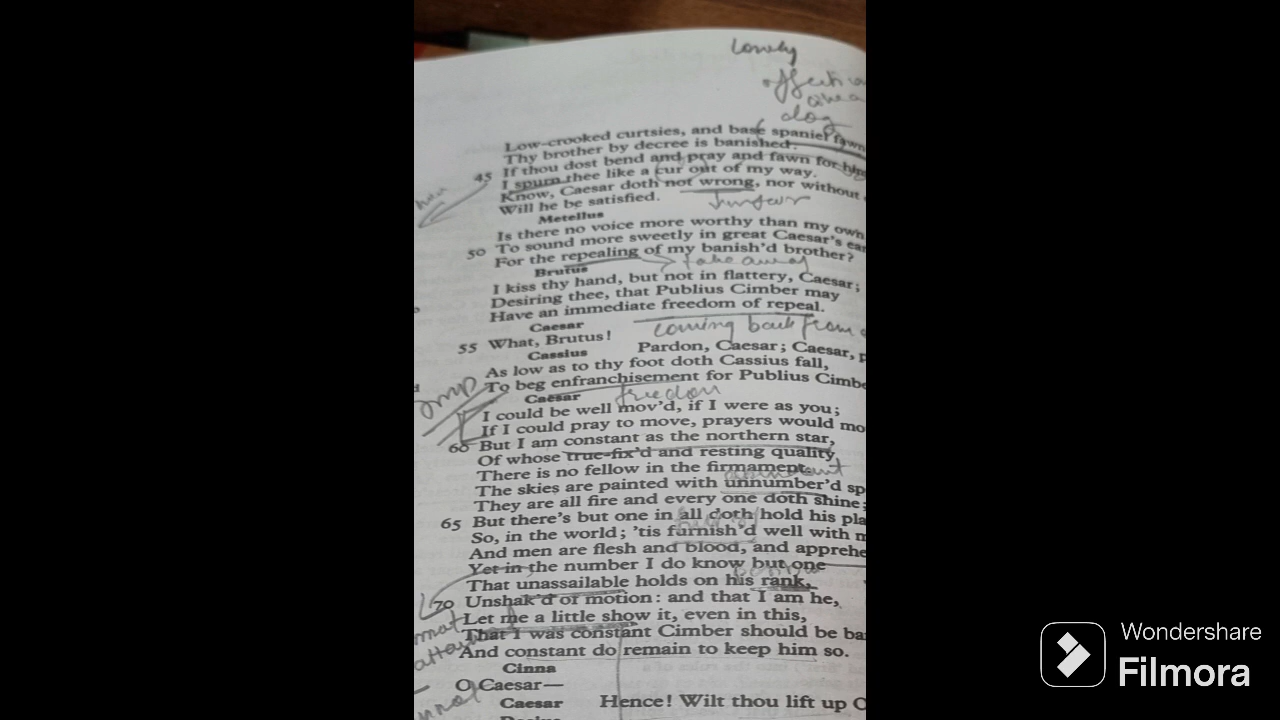 lowly
dog
Low-crooked curtsies, and base spaniel fawn
Thy brother by decree is banished:
If thou dost bend and pray and fawn for him
45 I spurn thee like a cur out of my way.
Know, Caesar doth not wrong, nor without
Will he be satisfied.
Metellus
Is there no voice more worthy than my own
50 To sound more sweetly in great Caesar's ear
For the repealing of my banish'd brother?
take away
Brutus
I kiss thy hand, but not in flattery, Caesar;
Desiring thee, that Publius Cimber may
Have an immediate freedom of repeal.
coming back from
Caesar
55 What, Brutus!
Cassius
Pardon, Caesar; Caesar, p
As low as to thy foot doth Cassius fall,
To beg enfranchisement for Publius Cimbe
Imp
freedom
Caesar
I could be well mov'd, if I were as you;
If I could pray to move, prayers would mo
60 But I am constant as the northern star,
Of whose true-fix'd and resting quality
There is no fellow in the firmament.
The skies are painted with unnumber'd sp
They are all fire and every one doth shine;
65 But there's but one in all doth hold his pla
So, in the world; 'tis furnish'd well with m
And men are flesh and blood, and apprehe
Yet in the number I do know but one
That unassailable holds on his rank,
70 Unshak'd of motion: and that I am he,
Let me a little show it, even in this,
That I was constant Cimber should be ba
And constant do remain to keep him so.
Cinna
O Caesar—
Caesar
Hence! Wilt thou lift up O
Wondershare
Filmora